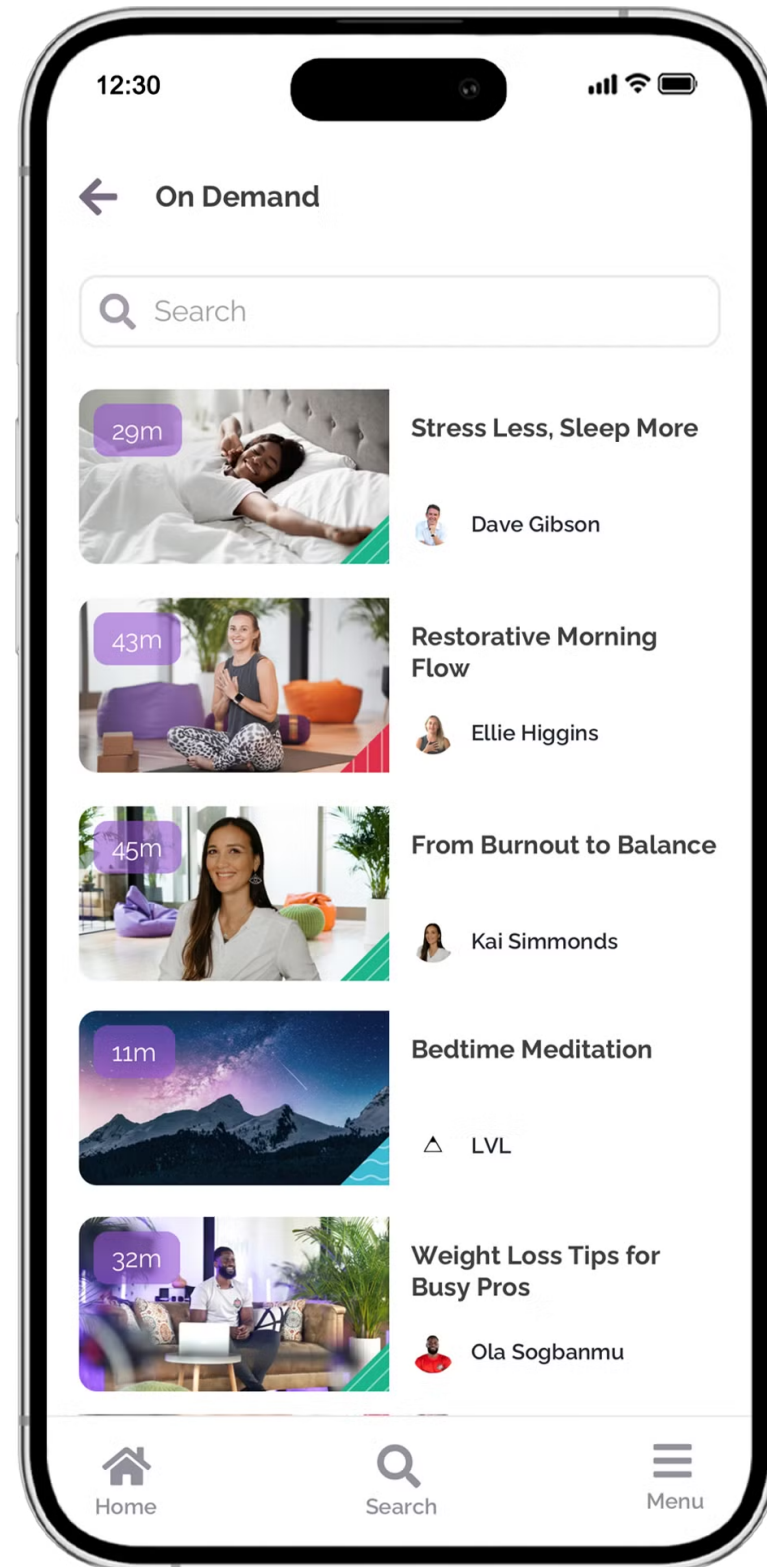 12:30
On Demand
Search
29m
Stress Less, Sleep More
Dave Gibson
43m
Restorative Morning
Flow
Ellie Higgins
45m
From Burnout to Balance
Kai Simmonds
11m
Bedtime Meditation
LVL
32m
Weight Loss Tips for
Busy Pros
Ola Sogbanmu
Home
Search
Menu